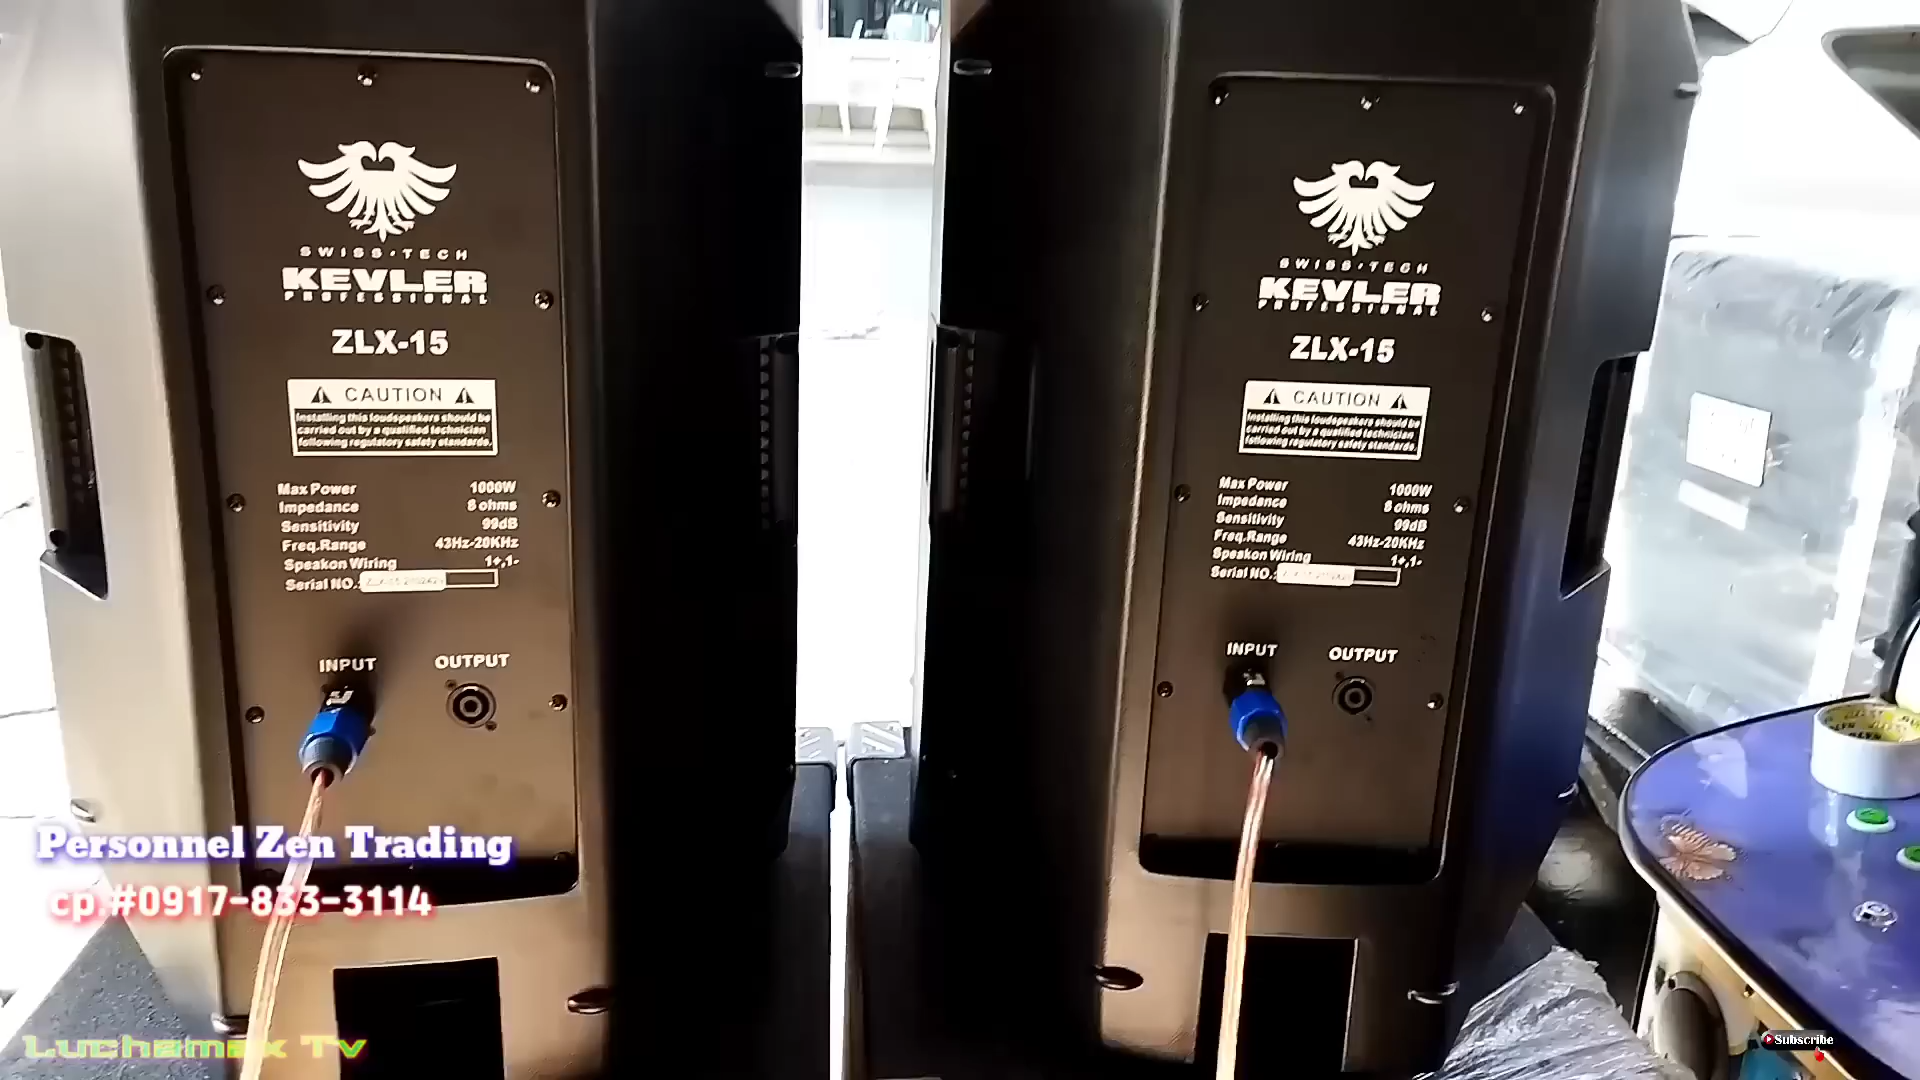 SWISS·TECH
KEVLER
PROFESSIONAL
ZLX-15
CAUTION
Installing this loudspeakers should be
carried out by a qualified technician
following regulatory safety standards.
Max Power 1000W
Impedance 8 ohms
Sensitivity 99dB
Freq.Range 43Hz-20KHz
Speakon Wiring 1+,1-
Serial NO.:
INPUT OUTPUT
SWISS·TECH
KEVLER
PROFESSIONAL
ZLX-15
CAUTION
Installing this loudspeakers should be
carried out by a qualified technician
following regulatory safety standards.
Max Power 1000W
Impedance 8 ohms
Sensitivity 99dB
Freq.Range 43Hz-20KHz
Speakon Wiring 1+,1-
Serial NO.:
INPUT OUTPUT
Personnel Zen Trading
cp.#0917-833-3114
Luchamax Tv
Subscribe